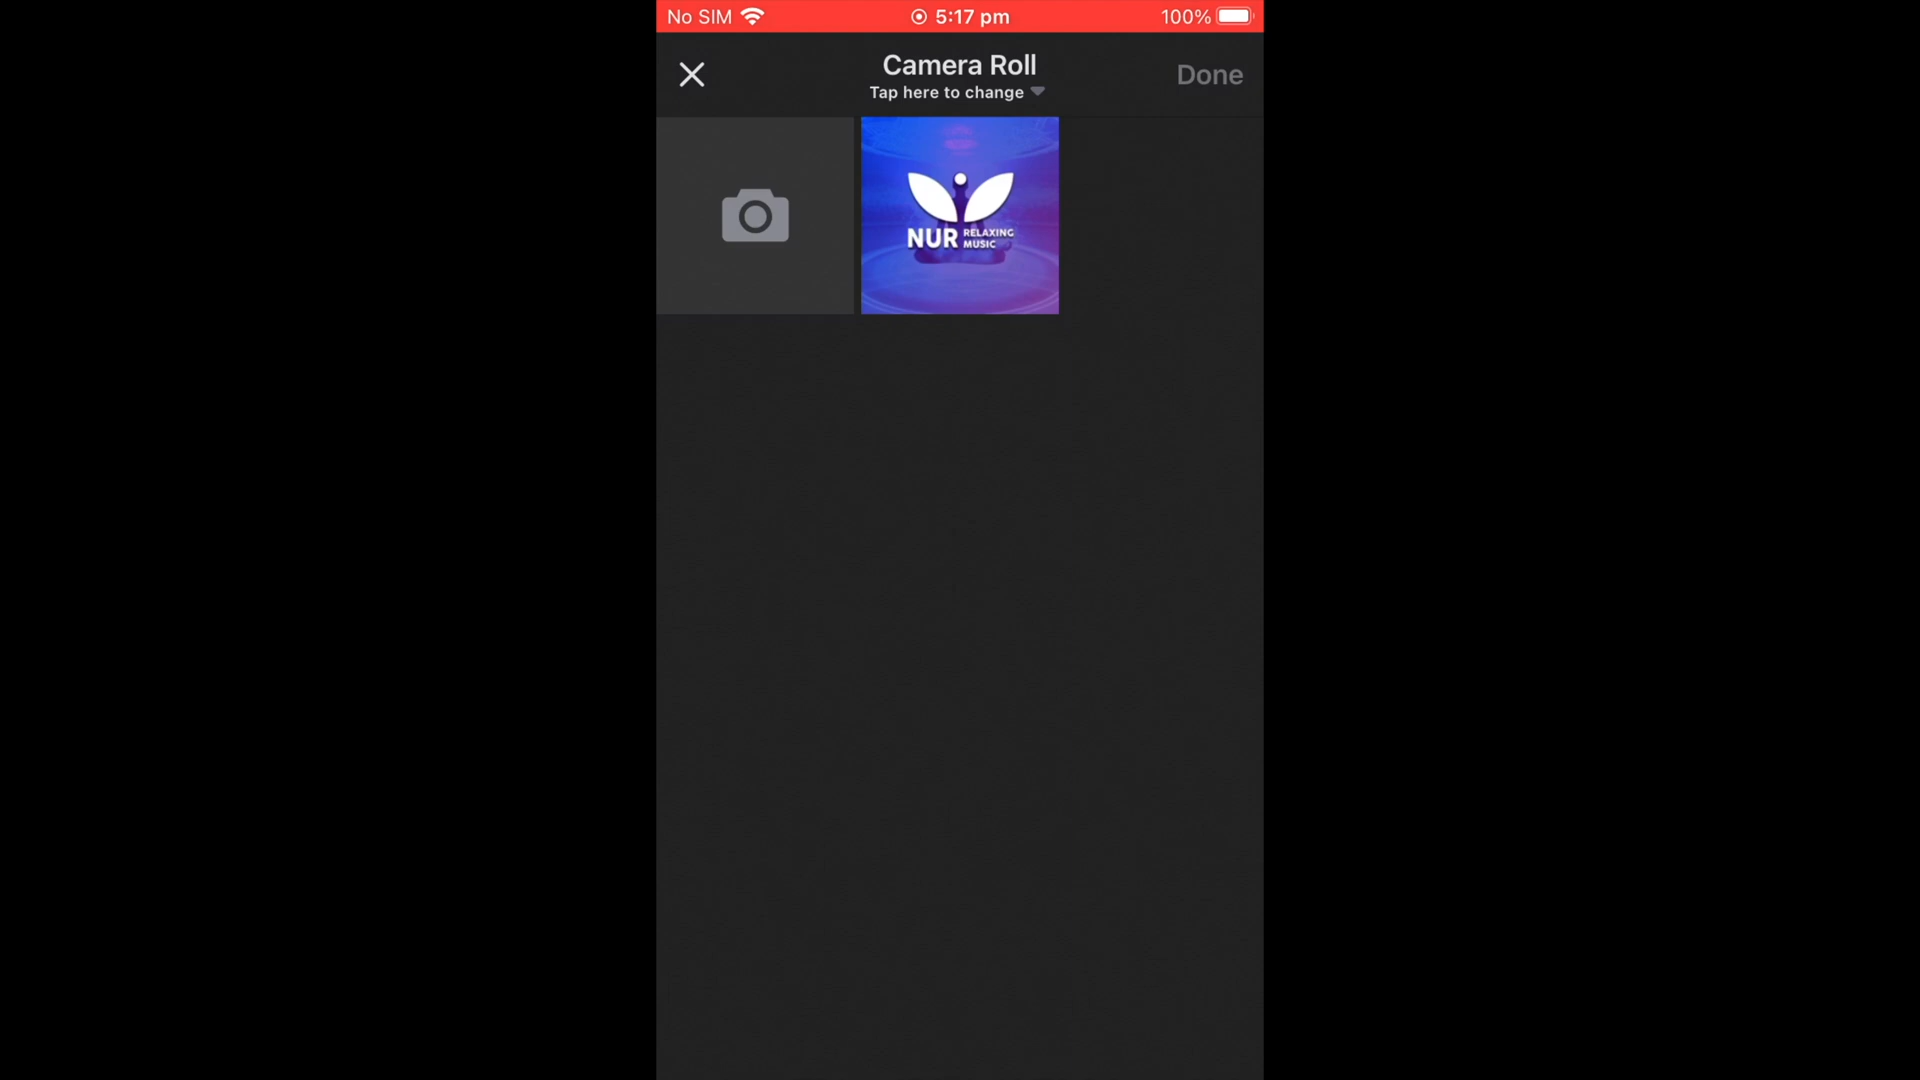 No SIM 5:17 pm 100%
Camera Roll
Done
Tap here to change
NUR RELAXING
MUSIC